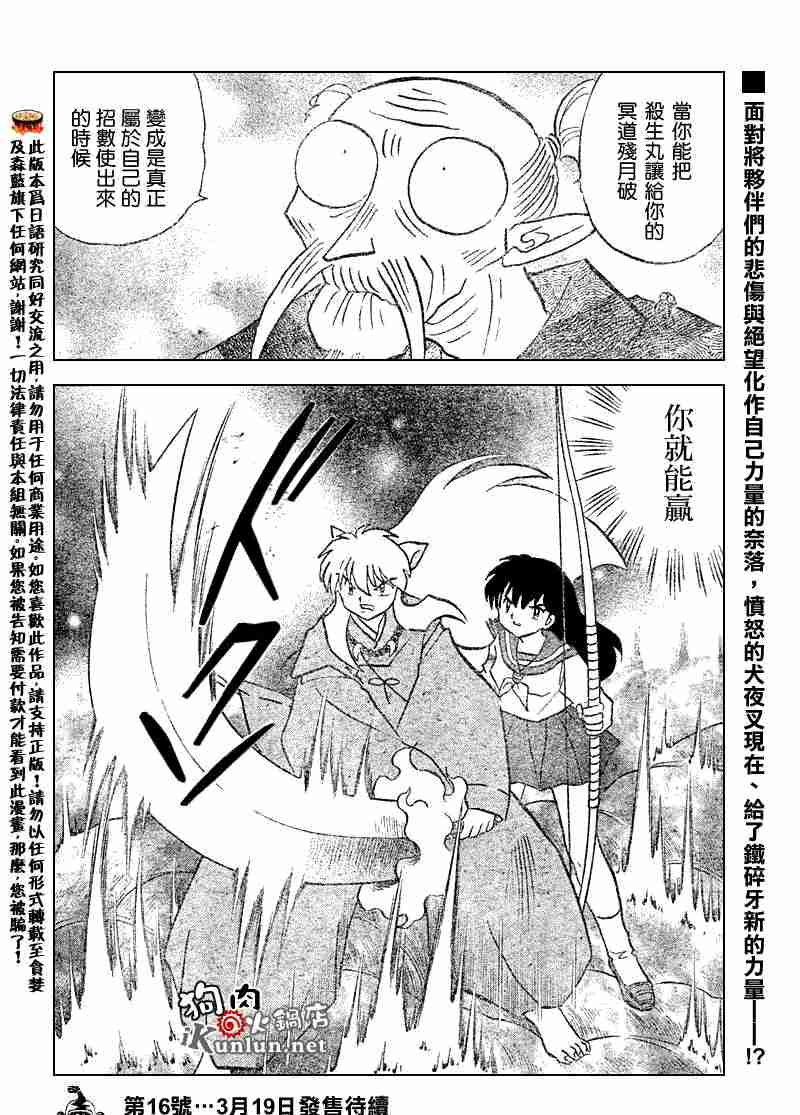 面對將夥伴們的悲傷與絕望化作自己力量的奈落，憤怒的犬夜叉現在、給了鐵碎牙新的力量——!?
當你能把
殺生丸讓給你的
冥道殘月破
變成是真正
屬於自己的
招數使出來
的時候
你就能贏
ズズズ
此版本爲日語研究同好交流之用，請勿用于任何商業用途。如您喜歡此作品，請支持正版！請勿以任何形式轉載至貪婪
及森藍旗下任何網站，謝謝！一切法律責任與本組無關。如果您被告知需要付款才能看到此漫畫，那麽，您被騙了！
狗肉
火鍋店
iKunlun.net
第16號…3月19日發售待續